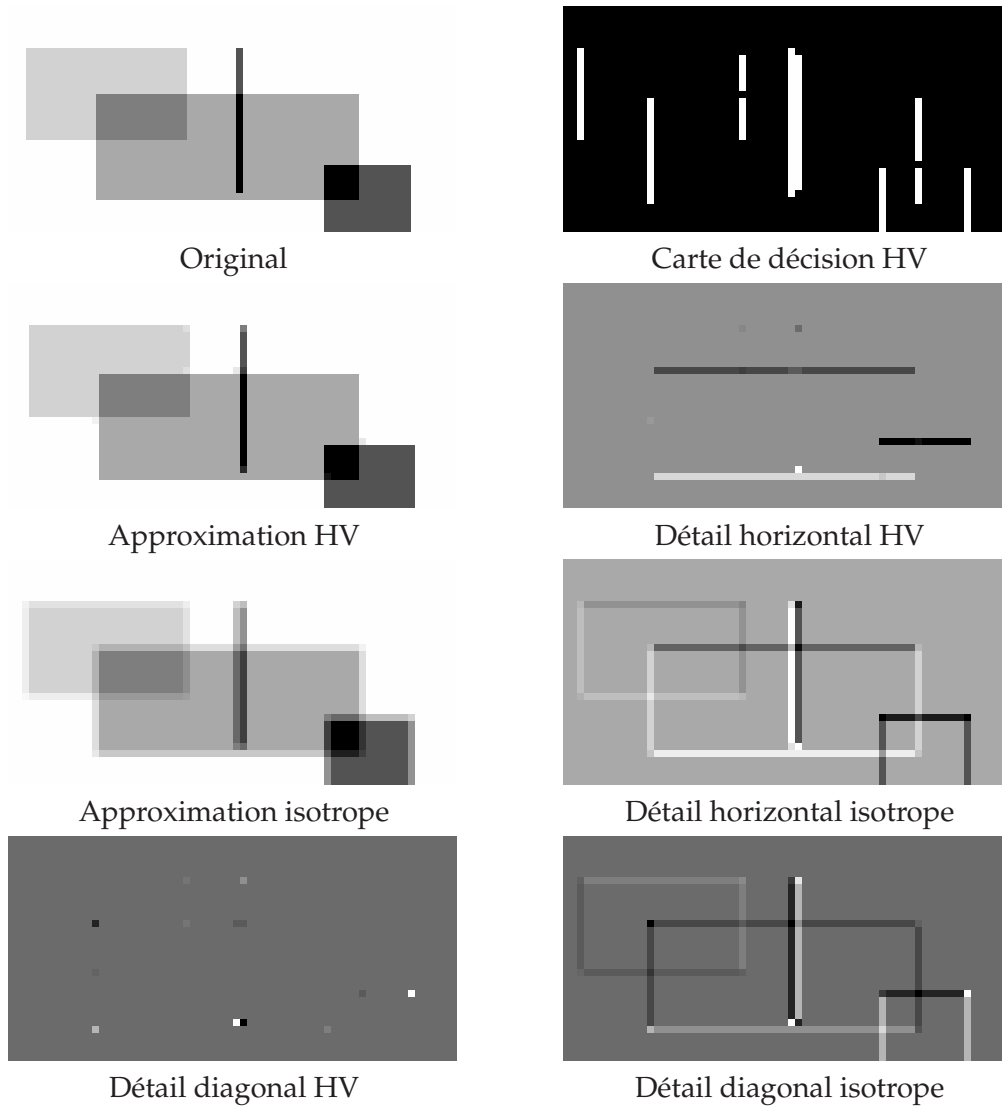 Original
Carte de décision HV
Approximation HV
Détail horizontal HV
Approximation isotrope
Détail horizontal isotrope
Détail diagonal HV
Détail diagonal isotrope